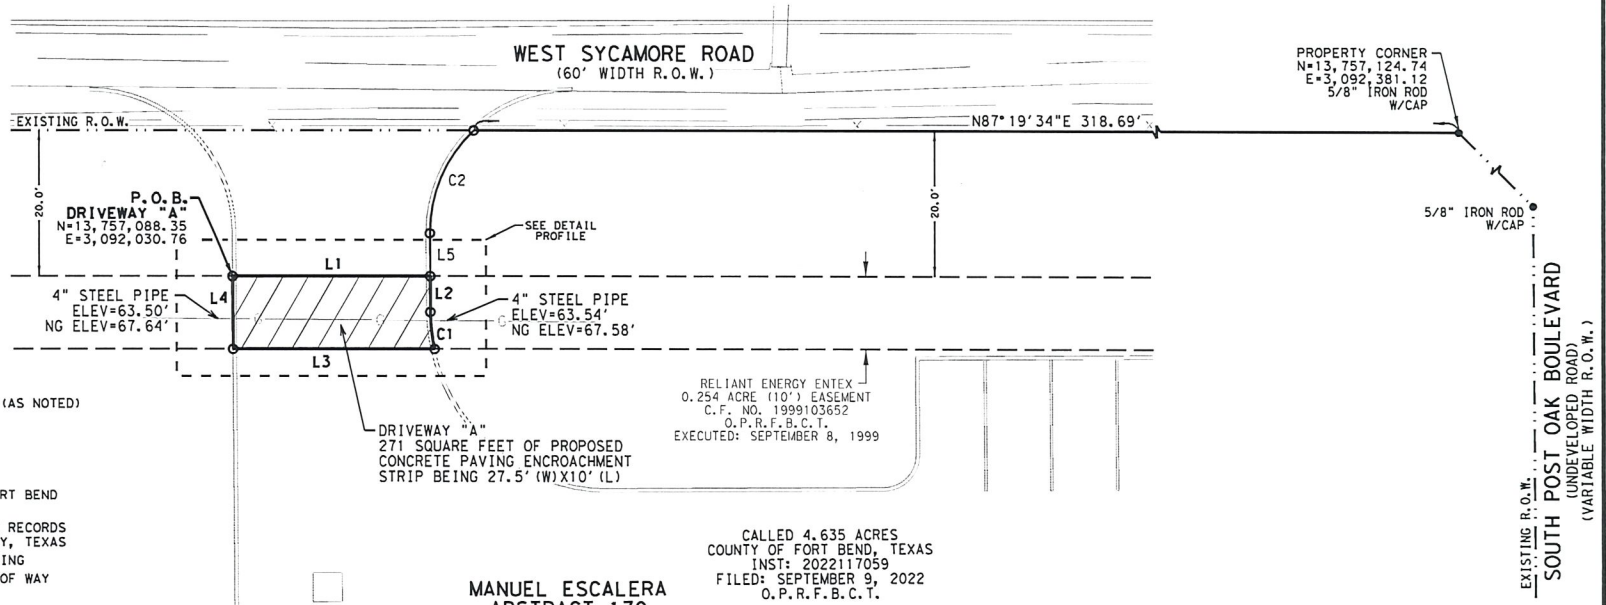 WEST SYCAMORE ROAD
(60' WIDTH R.O.W.)
PROPERTY CORNER
N=13,757,124.74
E=3,092,381.12
5/8" IRON ROD
W/CAP
EXISTING R.O.W.
N87°19'34"E 318.69'
C2
20.0'
20.0'
P.O.B.
DRIVEWAY "A"
N=13,757,088.35
E=3,092,030.76
5/8" IRON ROD
W/CAP
SEE DETAIL
PROFILE
L5
L1
L4
L2
4" STEEL PIPE
ELEV=63.50'
NG ELEV=67.64'
4" STEEL PIPE
ELEV=63.54'
NG ELEV=67.58'
G
G
C1
L3
RELIANT ENERGY ENTEX
0.254 ACRE (10') EASEMENT
C.F. NO. 1999103652
O.P.R.F.B.C.T.
EXECUTED: SEPTEMBER 8, 1999
(AS NOTED)
DRIVEWAY "A"
271 SQUARE FEET OF PROPOSED
CONCRETE PAVING ENCROACHMENT
STRIP BEING 27.5' (W)X10' (L)
RT BEND
RECORDS
Y, TEXAS
ING
OF WAY
CALLED 4.635 ACRES
COUNTY OF FORT BEND, TEXAS
INST: 2022117059
FILED: SEPTEMBER 9, 2022
O.P.R.F.B.C.T.
MANUEL ESCALERA
ABSTRACT 170
EXISTING R.O.W.
SOUTH POST OAK BOULEVARD
(UNDEVELOPED ROAD)
(VARIABLE WIDTH R.O.W.)